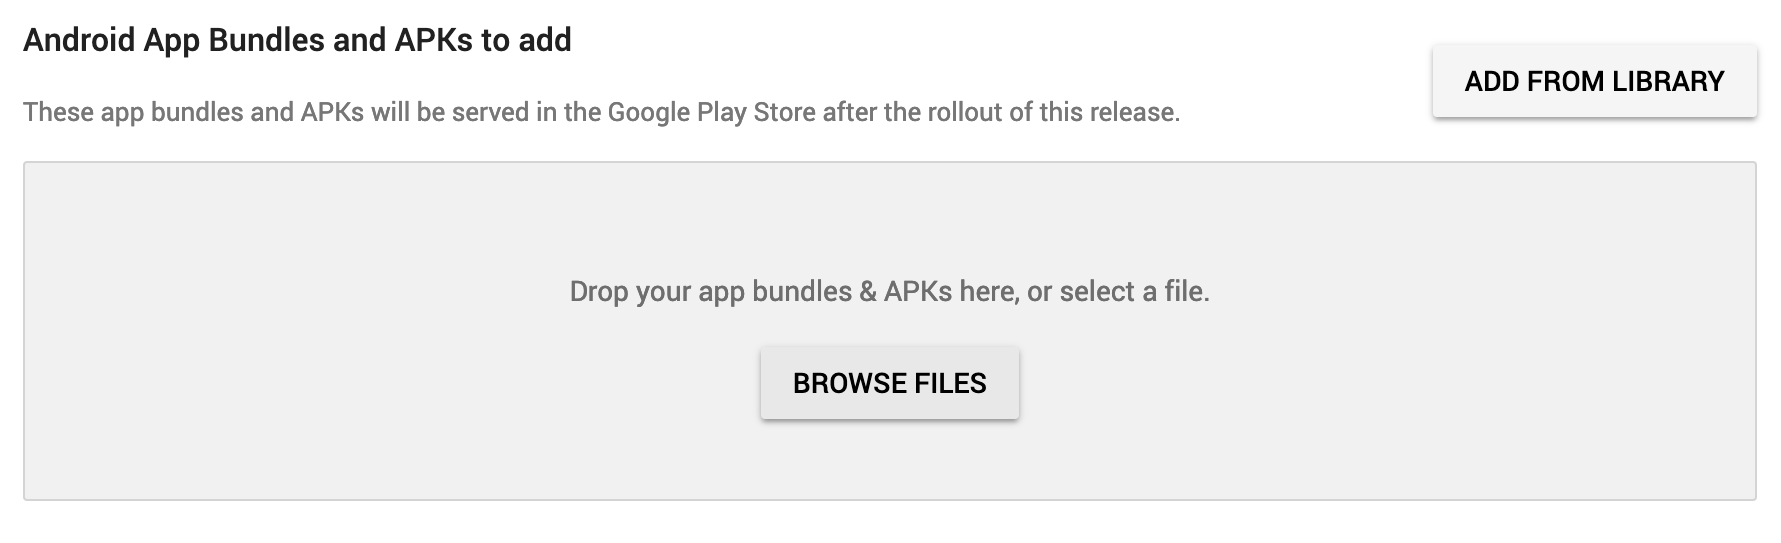 Android App Bundles and APKs to add
ADD FROM LIBRARY
These app bundles and APKs will be served in the Google Play Store after the rollout of this release.
Drop your app bundles & APKs here, or select a file.
BROWSE FILES